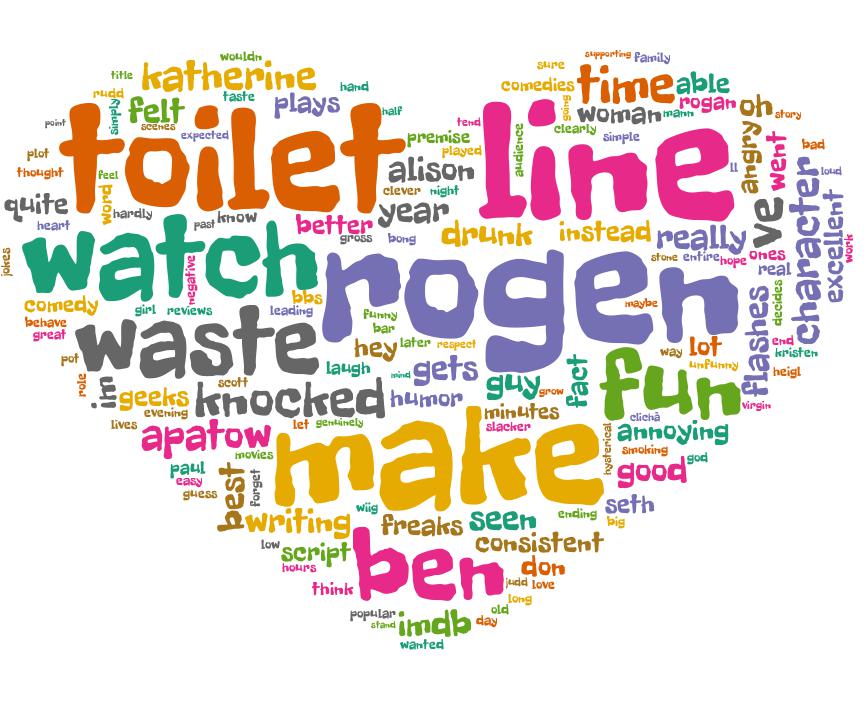 wouldn
supporting family
title katherine hand sure time able
rudd taste comedies
felt plays half going woman mann rogan oh story
simply
point scenes expected toilet premise tend line clearly simple angry went bad
plot played audience ll loud
thought feel alison character
quite word hardly clever night
heart past know better year drunk instead really ve excellent
jokes watch gross bong stone entire hope ones work
negative rogen real
comedy girl reviews leading bbs maybe decides
behave waste funny flashes end
great bar hey later respect way lot kristen
pot laugh mind gets guy fact unfunny heigl
role im scott grow fun
geeks knocked humor minutes virgin
evening clichã
lives let genuinely slacker annoying
apatow make hysterical smoking
movies god
paul good
easy best forget seth
guess wiig ending
writing freaks seen big
low script ben consistent
hours don
think judd love
long
popular old
stand imdb day
wanted